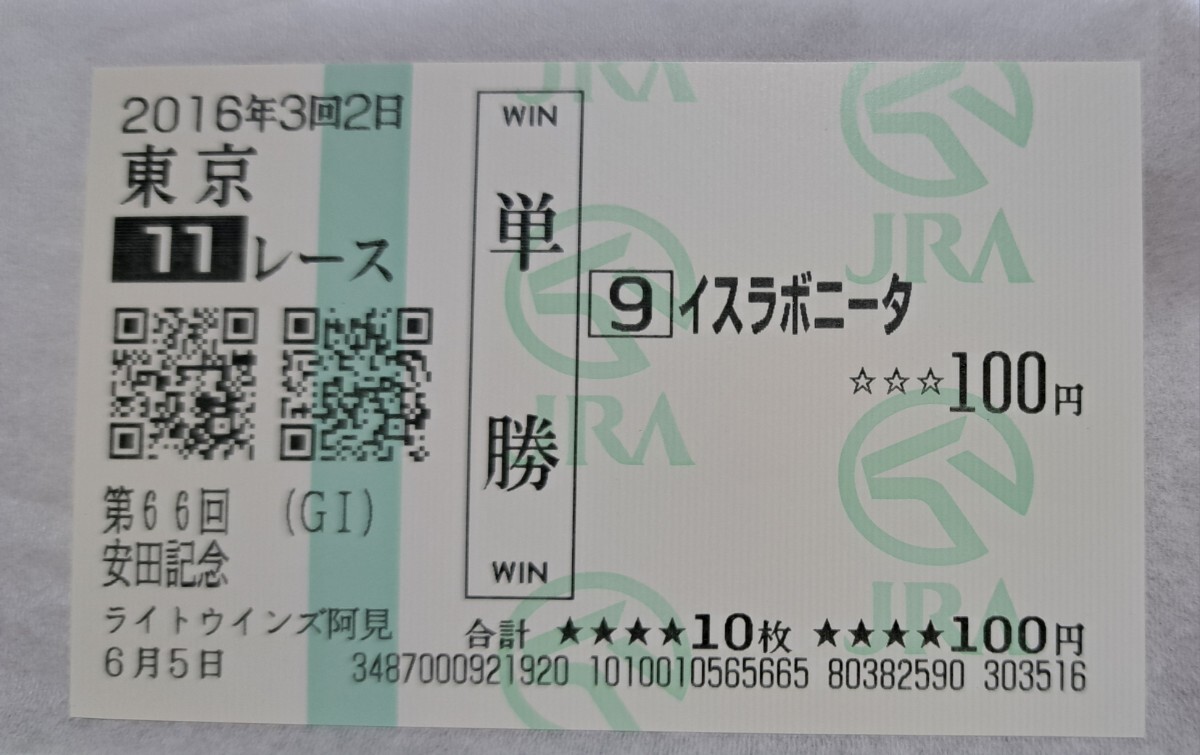 2016年3回2日
東京
11レース
第66回 (GI)
安田記念
ライトウインズ阿見
6月5日
WIN
単勝
WIN
9 イスラボニータ
☆☆☆100円
合計 ★★★★10枚 ★★★★100円
3487000921920 1010010565665 80382590 303516
JRA
JRA
JRA
JRA